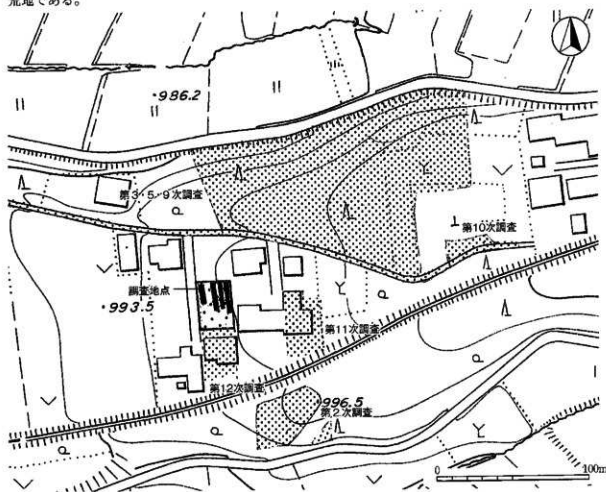 荒地である。
986.2
第3・5・9次調査
第10次調査
調査地点
993.5
第11次調査
第12次調査
996.5
第2次調査
0 100m